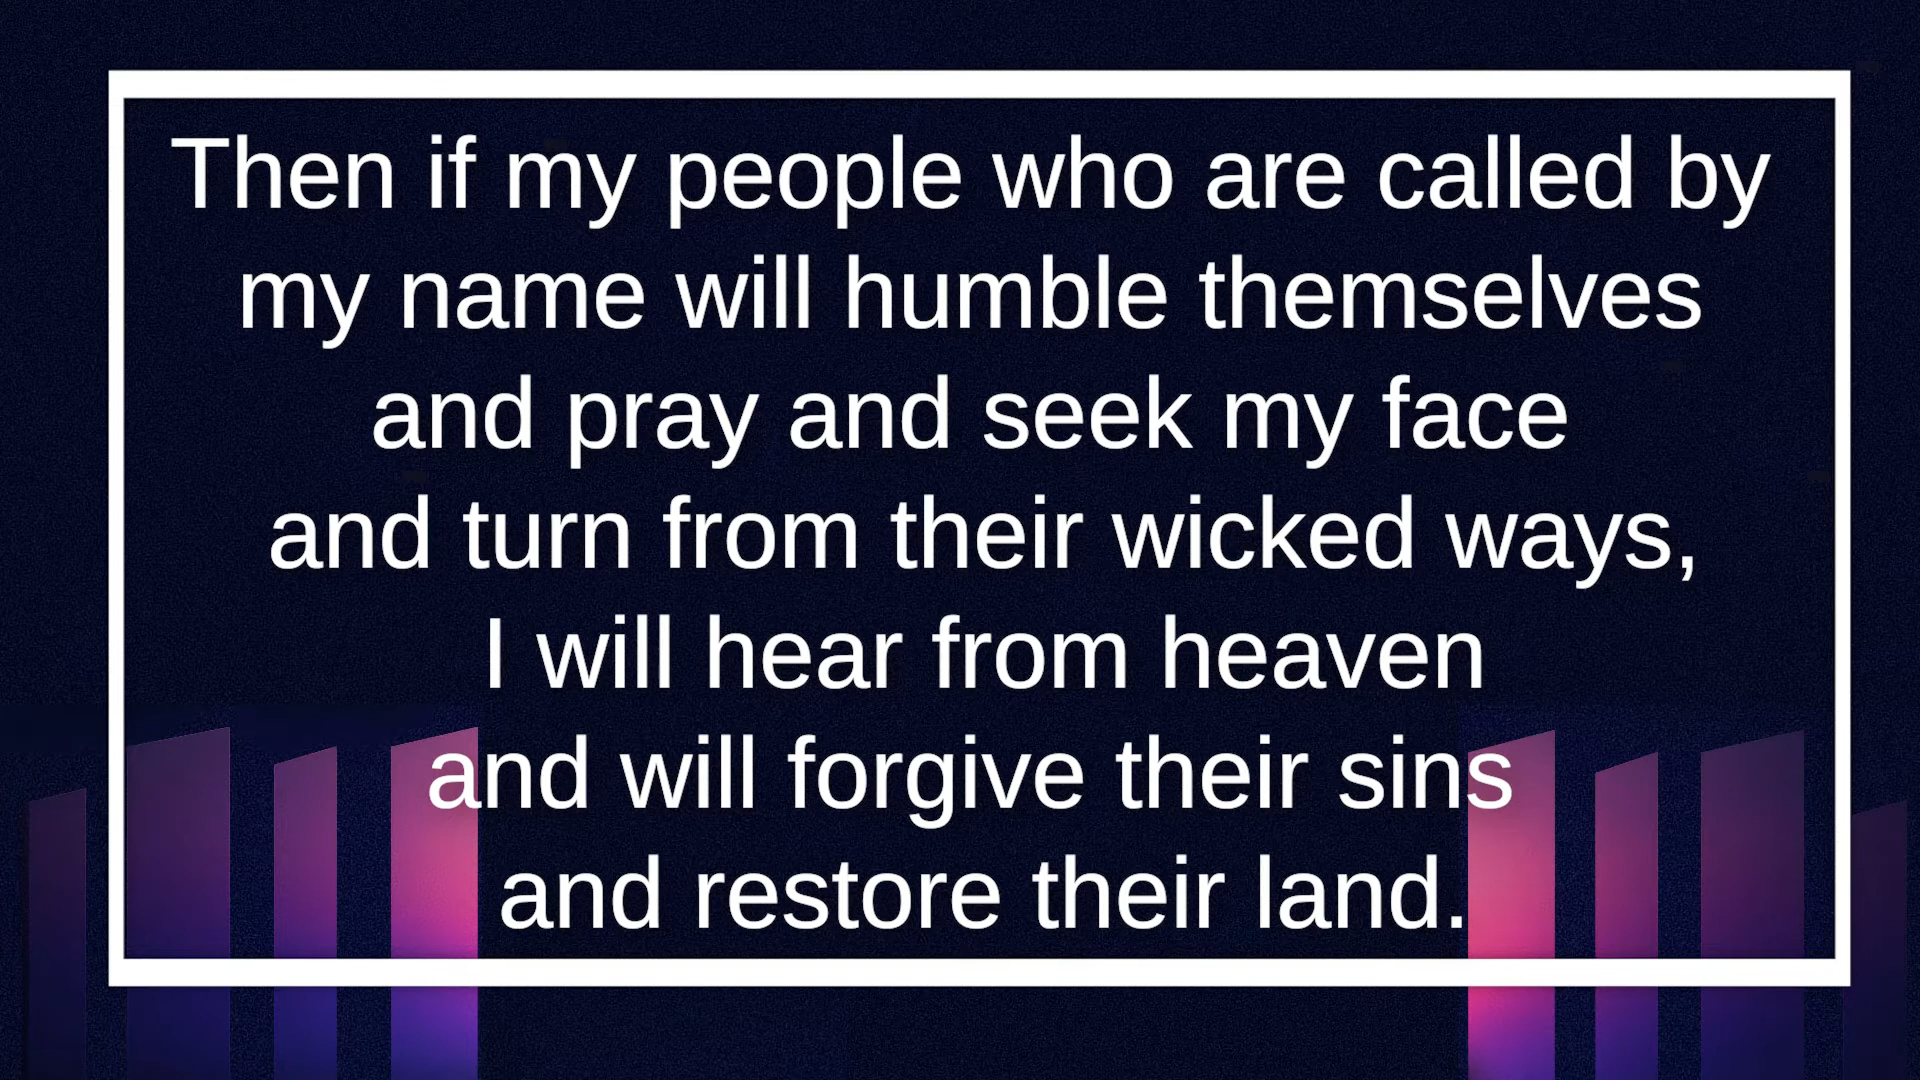 Then if my people who are called by
my name will humble themselves
and pray and seek my face
and turn from their wicked ways,
I will hear from heaven
and will forgive their sins
and restore their land.